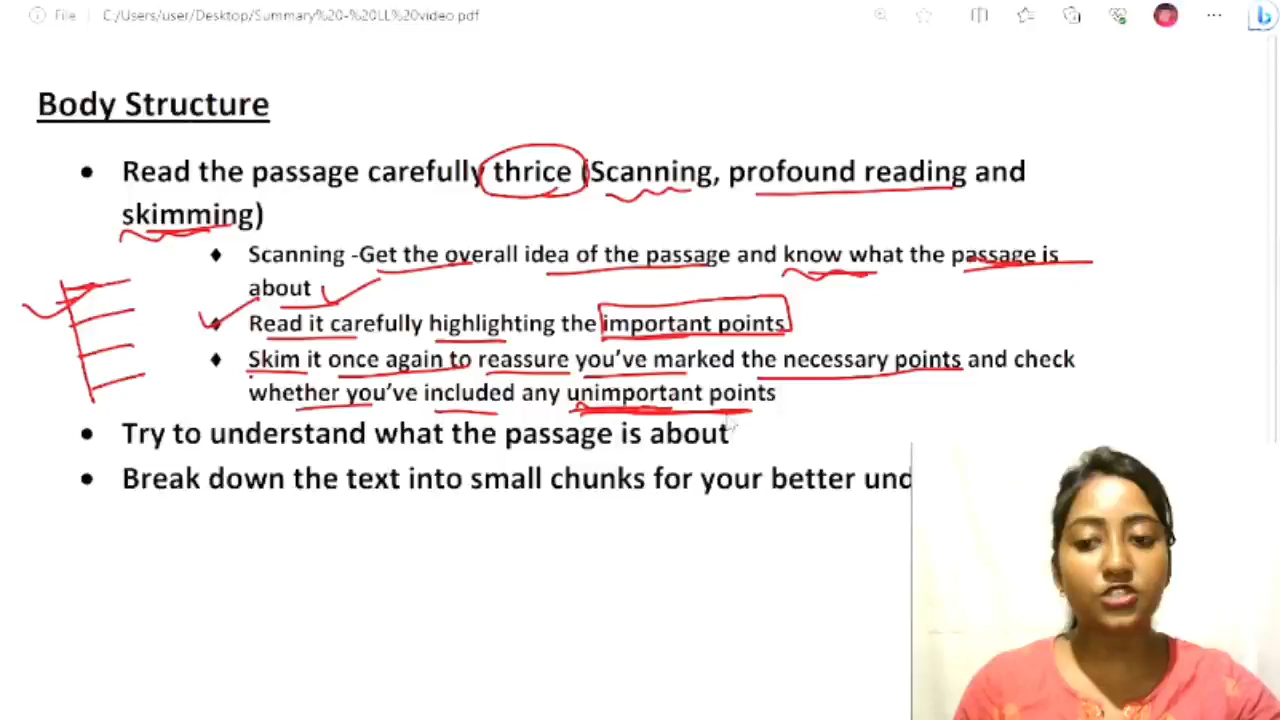 File C:/Users/user/Desktop/Summary%20-%20LL%20video.pdf
Body Structure
• Read the passage carefully thrice (Scanning, profound reading and
skimming)
♦ Scanning -Get the overall idea of the passage and know what the passage is
about
♦ Read it carefully highlighting the important points
♦ Skim it once again to reassure you've marked the necessary points and check
whether you've included any unimportant points
• Try to understand what the passage is about
• Break down the text into small chunks for your better und